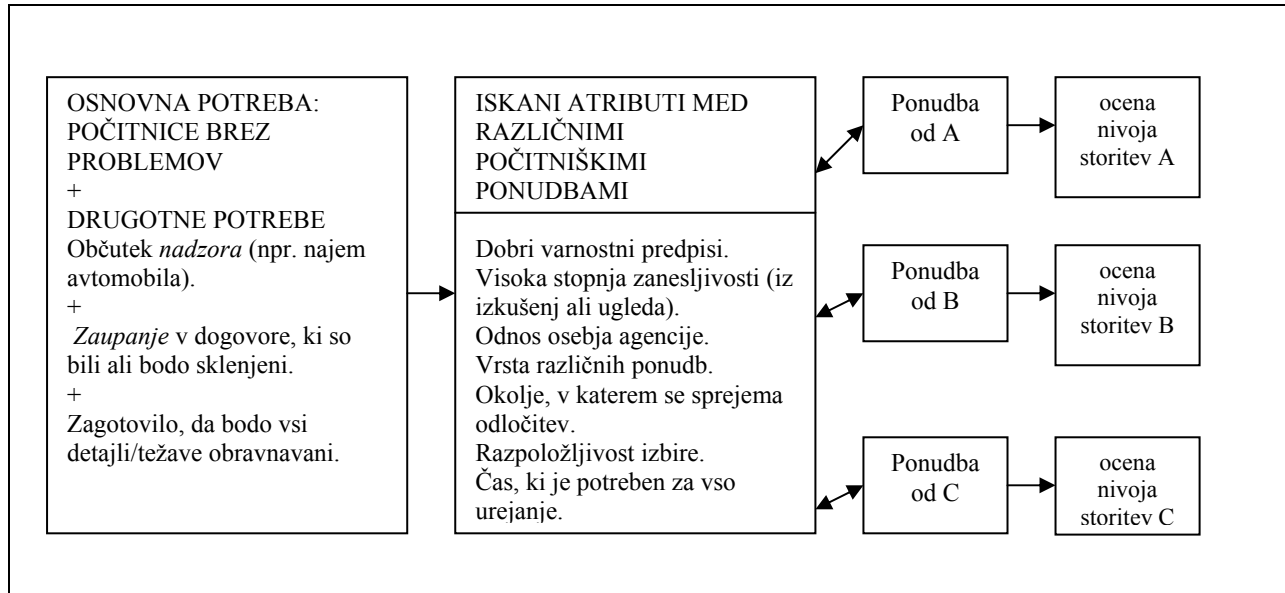 OSNOVNA POTREBA:
POČITNICE BREZ
PROBLEMOV
+
DRUGOTNE POTREBE
Občutek nadzora (npr. najem
avtomobila).
+
Zaupanje v dogovore, ki so
bili ali bodo sklenjeni.
+
Zagotovilo, da bodo vsi
detajli/težave obravnavani.
ISKANI ATRIBUTI MED
RAZLIČNIMI
POČITNIŠKIMI
PONUDBAMI
Dobri varnostni predpisi.
Visoka stopnja zanesljivosti (iz
izkušenj ali ugleda).
Odnos osebja agencije.
Vrsta različnih ponudb.
Okolje, v katerem se sprejema
odločitev.
Razpoložljivost izbire.
Čas, ki je potreben za vso
urejanje.
Ponudba
od A
ocena
nivoja
storitev A
Ponudba
od B
ocena
nivoja
storitev B
Ponudba
od C
ocena
nivoja
storitev C